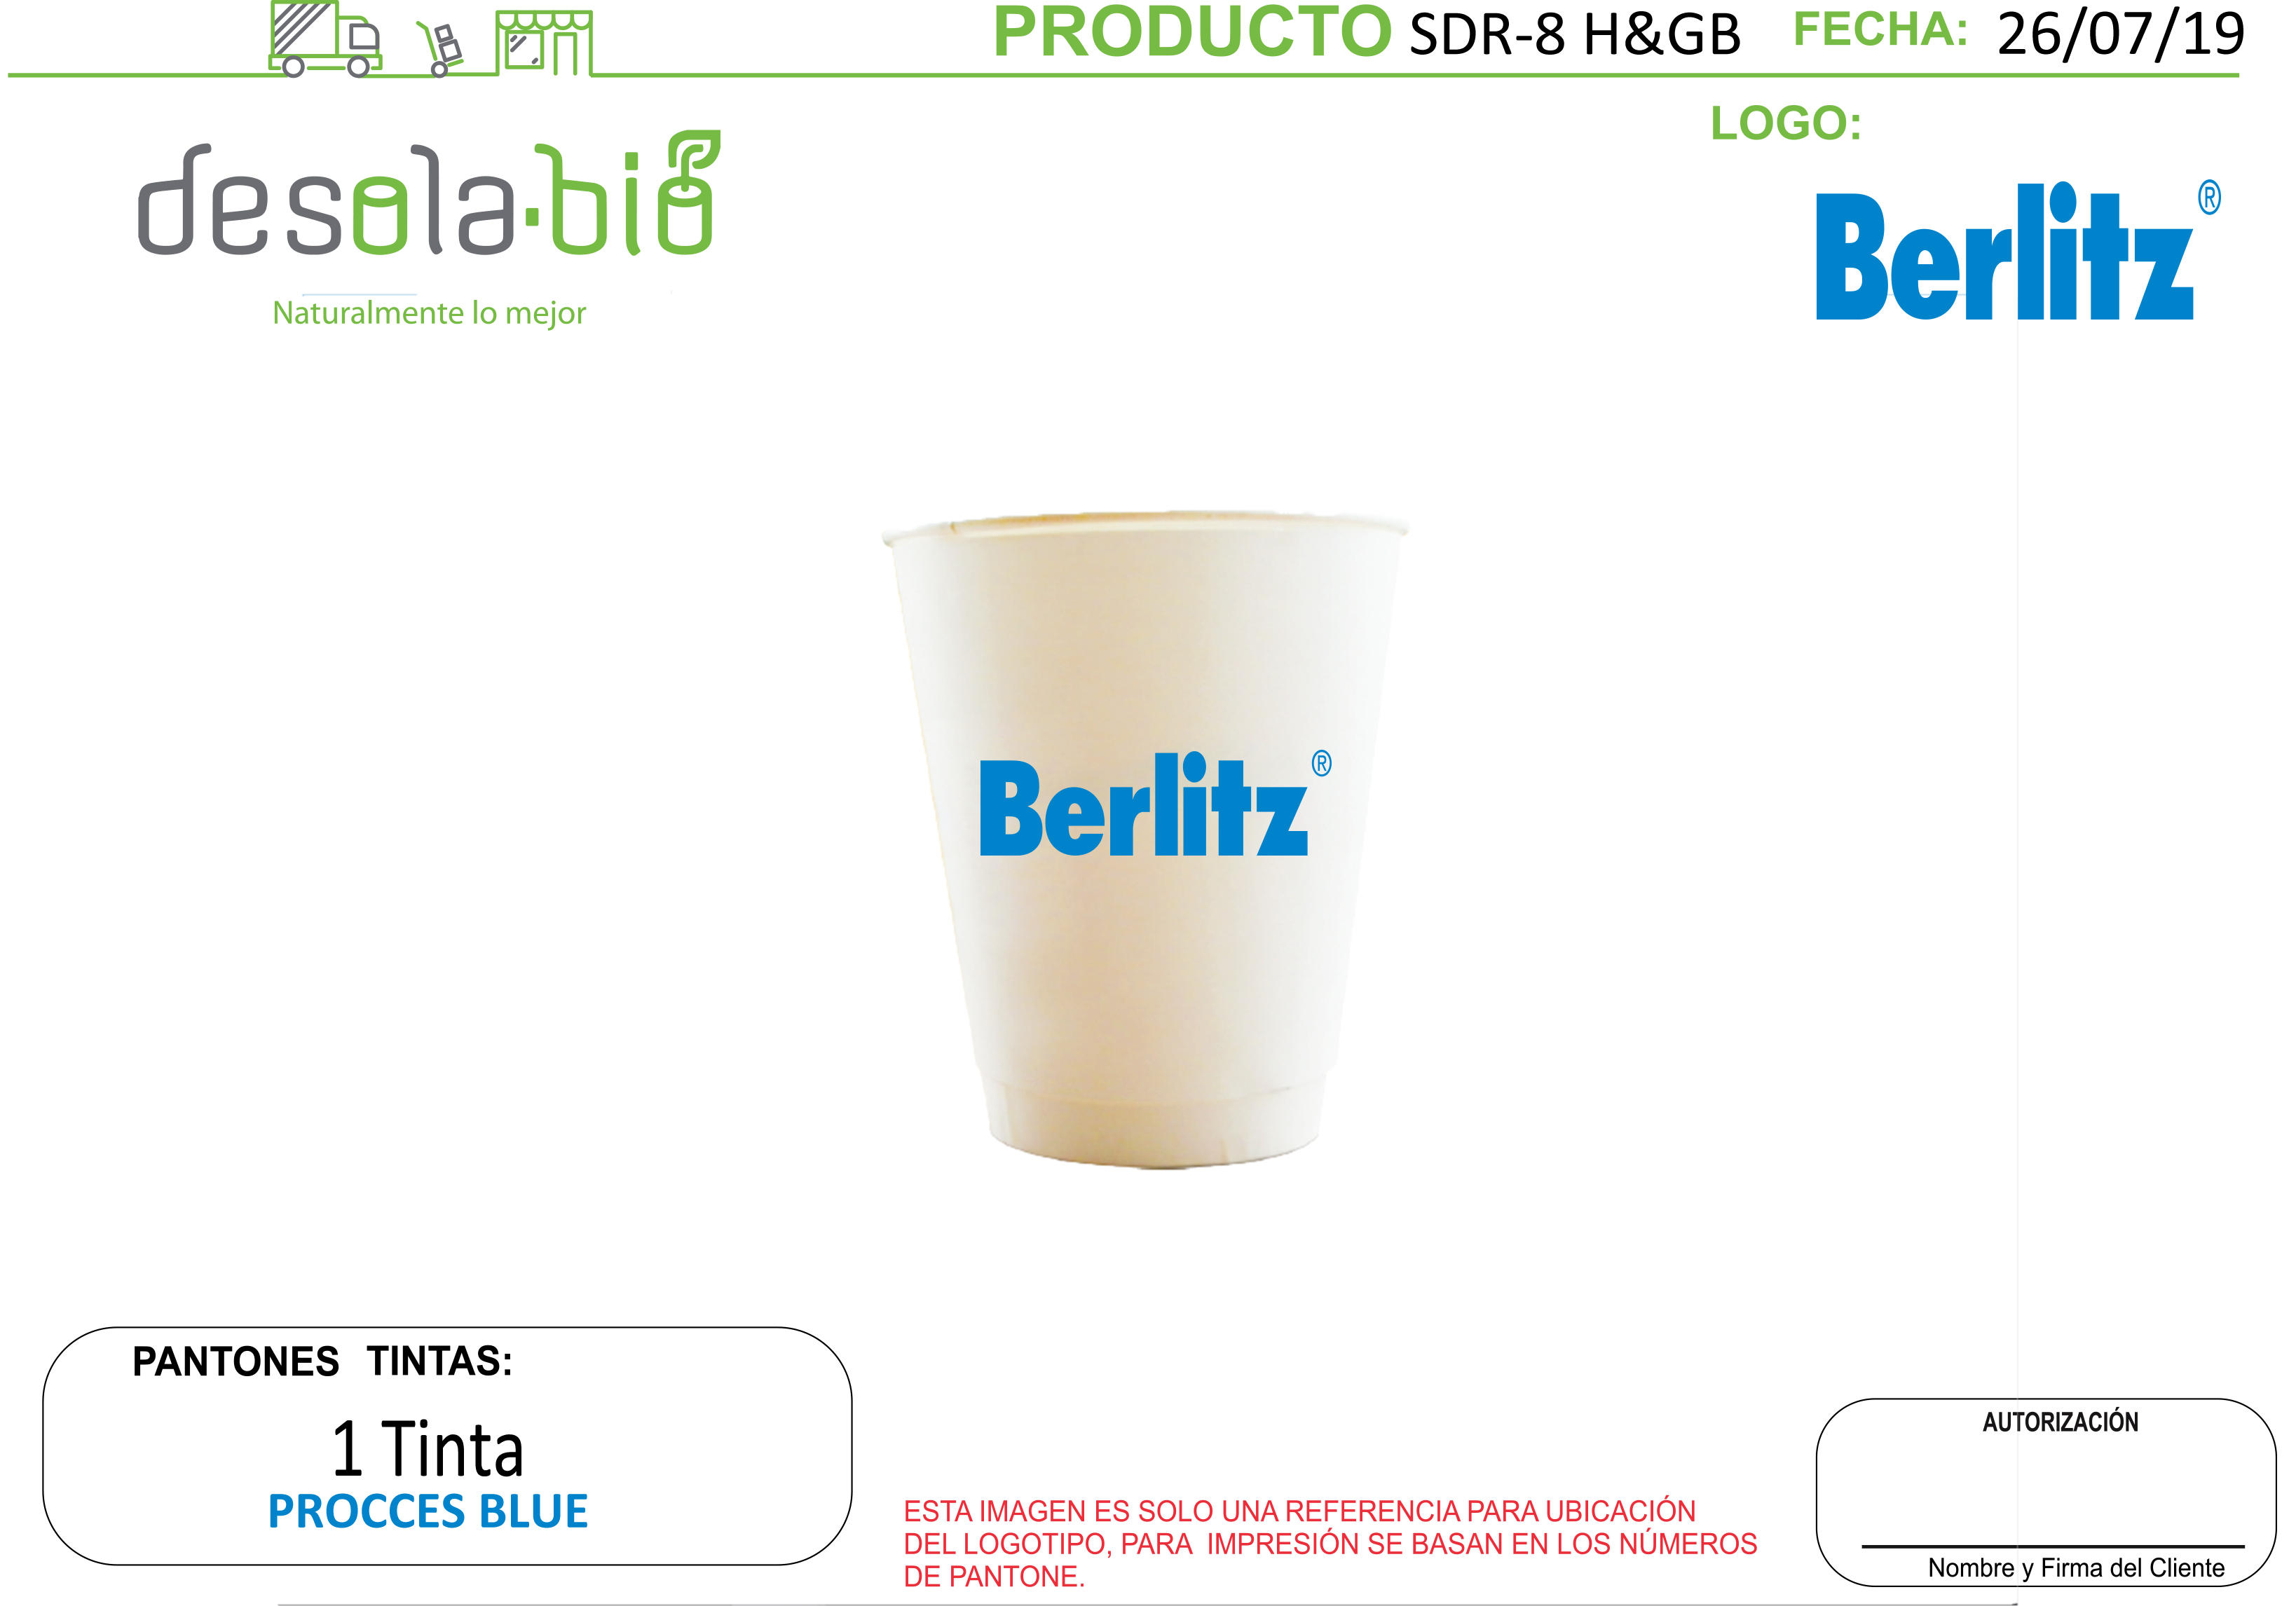 PRODUCTO SDR-8 H&GB FECHA: 26/07/19
LOGO:
desola.bio
Naturalmente lo mejor
Berlitz®
Berlitz®
PANTONES TINTAS:
1 Tinta
PROCCES BLUE
ESTA IMAGEN ES SOLO UNA REFERENCIA PARA UBICACIÓN
DEL LOGOTIPO, PARA IMPRESIÓN SE BASAN EN LOS NÚMEROS
DE PANTONE.
AUTORIZACIÓN
Nombre y Firma del Cliente